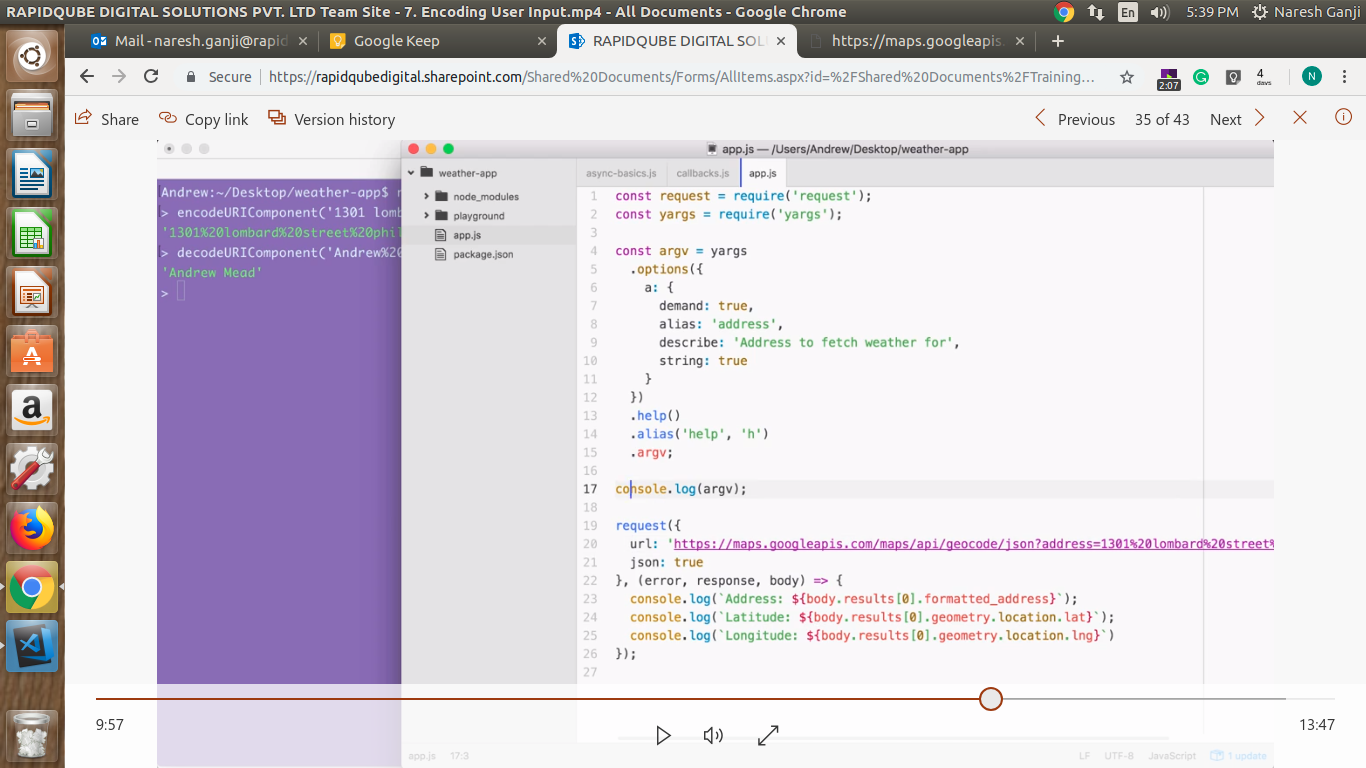 RAPIDQUBE DIGITAL SOLUTIONS PVT. LTD Team Site - 7. Encoding User Input.mp4 - All Documents - Google Chrome
En
5:39 PM
Naresh Ganji
Mail - naresh.ganji@rapid
Google Keep
RAPIDQUBE DIGITAL SOL
https://maps.googleapis.
Secure
https://rapidqubedigital.sharepoint.com/Shared%20Documents/Forms/AllItems.aspx?id=%2FShared%20Documents%2FTraining...
2:07
4
days
N
Share
Copy link
Version history
Previous
35 of 43
Next
app.js — /Users/Andrew/Desktop/weather-app
Andrew:~/Desktop/weather-app$ n
> encodeURIComponent('1301 lomb
'1301%20lombard%20street%20phil
> decodeURIComponent('Andrew%20
'Andrew Mead'
>
weather-app
node_modules
playground
app.js
package.json
async-basics.js
callbacks.js
app.js
1 const request = require('request');
2 const yargs = require('yargs');
3
4 const argv = yargs
5 .options({
6 a: {
7 demand: true,
8 alias: 'address',
9 describe: 'Address to fetch weather for',
10 string: true
11 }
12 })
13 .help()
14 .alias('help', 'h')
15 .argv;
16
17 console.log(argv);
18
19 request({
20 url: 'https://maps.googleapis.com/maps/api/geocode/json?address=1301%20lombard%20street%
21 json: true
22 }, (error, response, body) => {
23 console.log(`Address: ${body.results[0].formatted_address}`);
24 console.log(`Latitude: ${body.results[0].geometry.location.lat}`);
25 console.log(`Longitude: ${body.results[0].geometry.location.lng}`)
26 });
27
9:57
13:47
app.js
17:3
LF
UTF-8
JavaScript
1 update